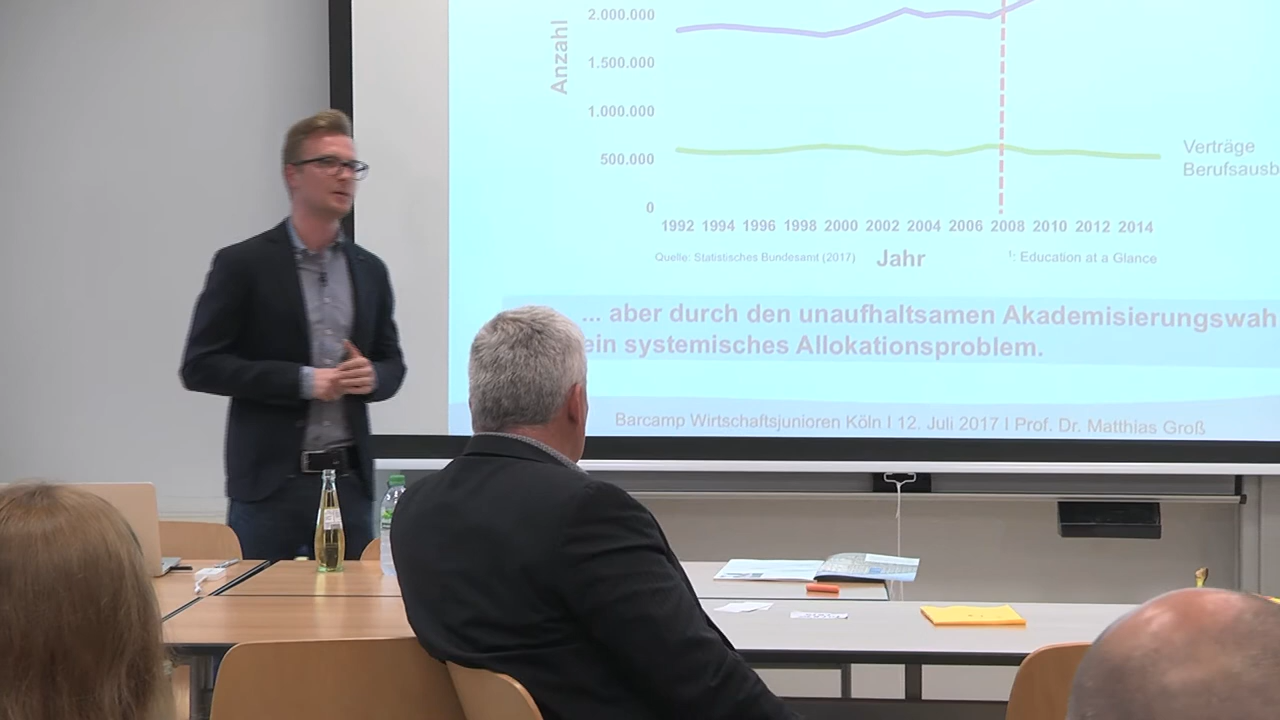 2.000.000
Anzahl
1.500.000
1.000.000
500.000
0
Verträge
Berufsausb
1992 1994 1996 1998 2000 2002 2004 2006 2008 2010 2012 2014
Jahr
Quelle: Statistisches Bundesamt (2017)
¹: Education at a Glance
... aber durch den unaufhaltsamen Akademisierungswah
ein systemisches Allokationsproblem.
Barcamp Wirtschaftsjunioren Köln I 12. Juli 2017 I Prof. Dr. Matthias Groß